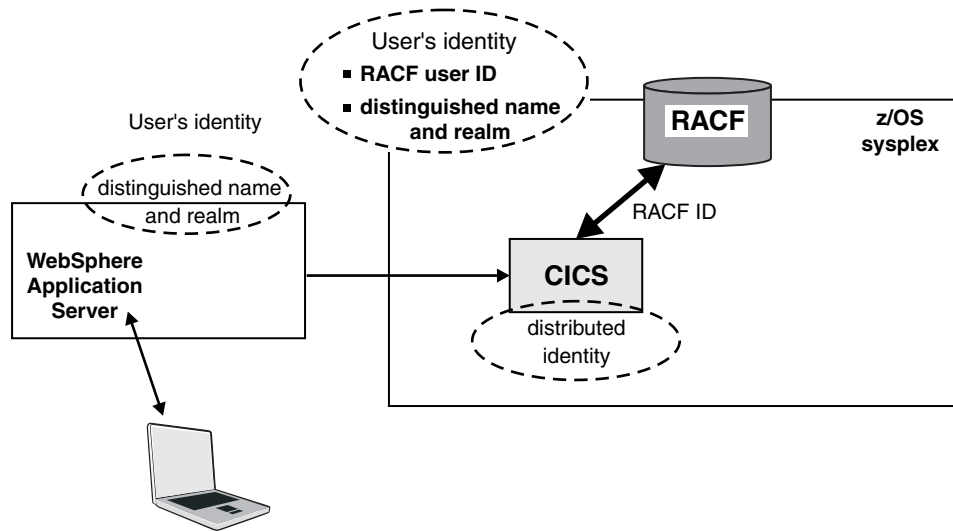 User's identity
▪ RACF user ID
▪ distinguished name
and realm
RACF
z/OS
sysplex
User's identity
distinguished name
and realm
RACF ID
WebSphere
Application
Server
CICS
distributed
identity